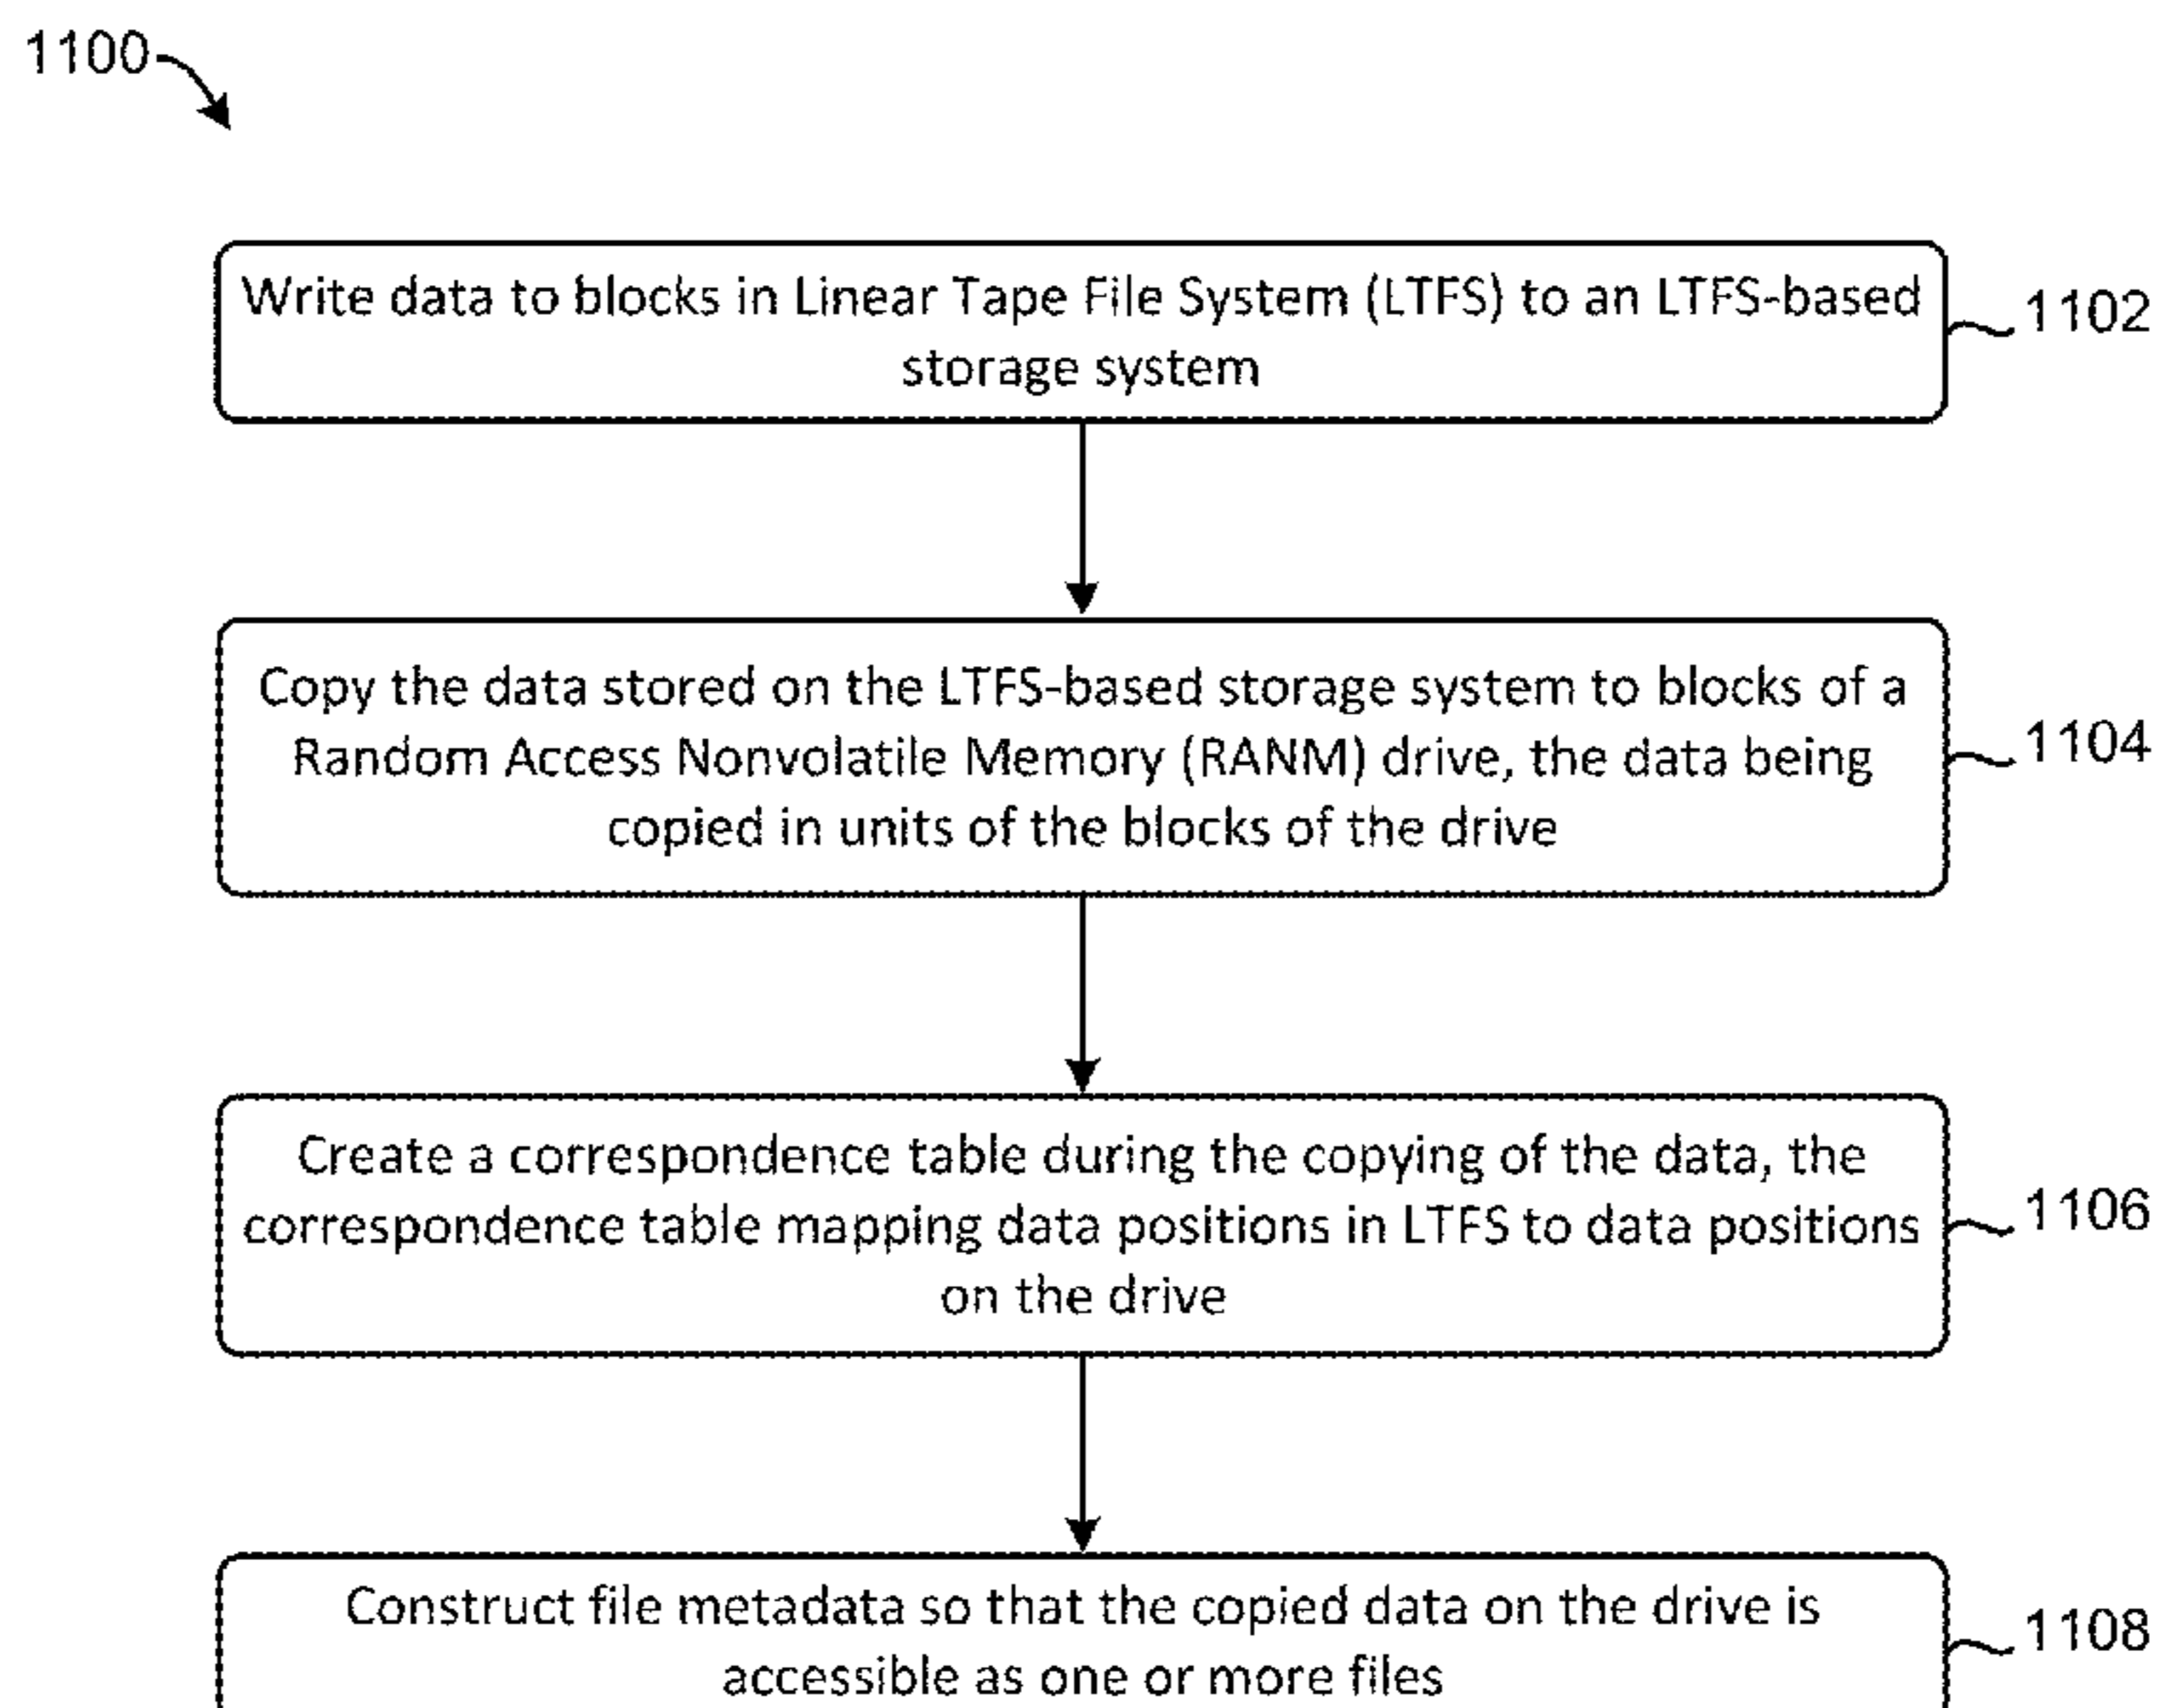 1100
Write data to blocks in Linear Tape File System (LTFS) to an LTFS-based
storage system
1102
Copy the data stored on the LTFS-based storage system to blocks of a
Random Access Nonvolatile Memory (RANM) drive, the data being
copied in units of the blocks of the drive
1104
Create a correspondence table during the copying of the data, the
correspondence table mapping data positions in LTFS to data positions
on the drive
1106
Construct file metadata so that the copied data on the drive is
accessible as one or more files
1108